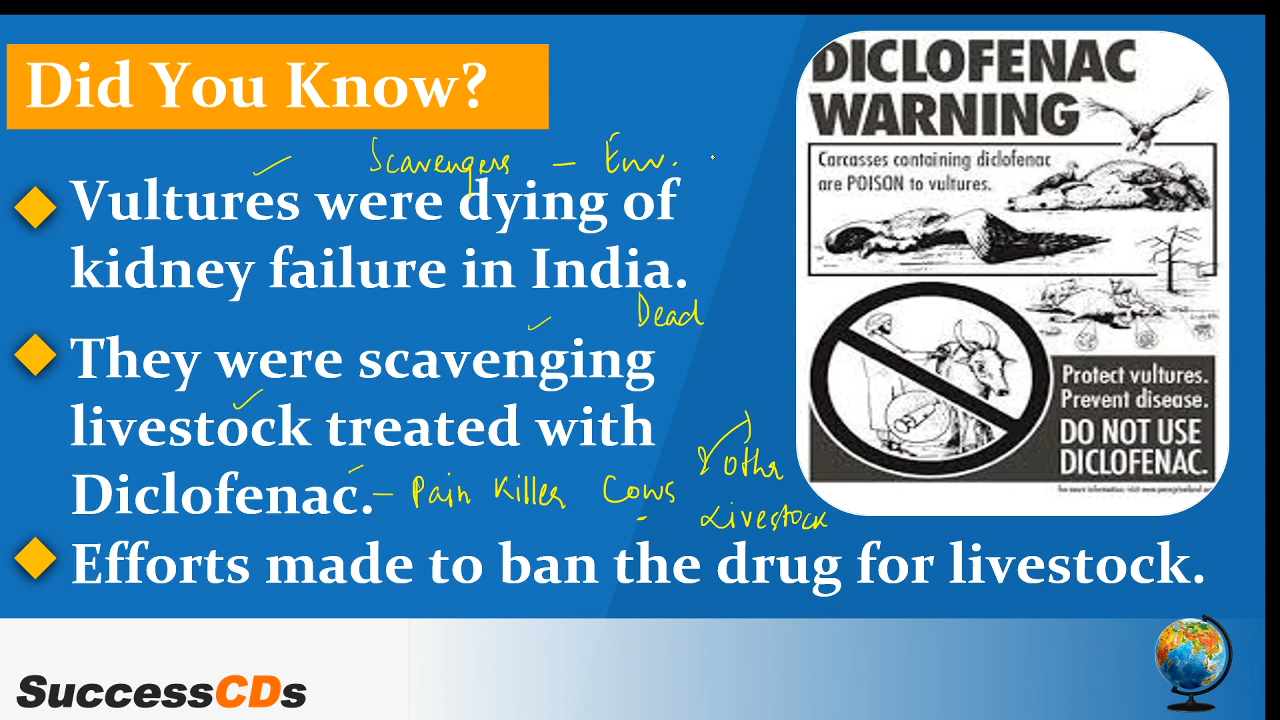 Did You Know?
Scavengers – Env.
Vultures were dying of
kidney failure in India.
Dead
They were scavenging
livestock treated with
Diclofenac. – Pain Killer Cows
Livestock
Efforts made to ban the drug for livestock.
DICLOFENAC
WARNING
Carcasses containing diclofenac
are POISON to vultures.
Protect vultures.
Prevent disease.
DO NOT USE
DICLOFENAC.
SuccessCDs